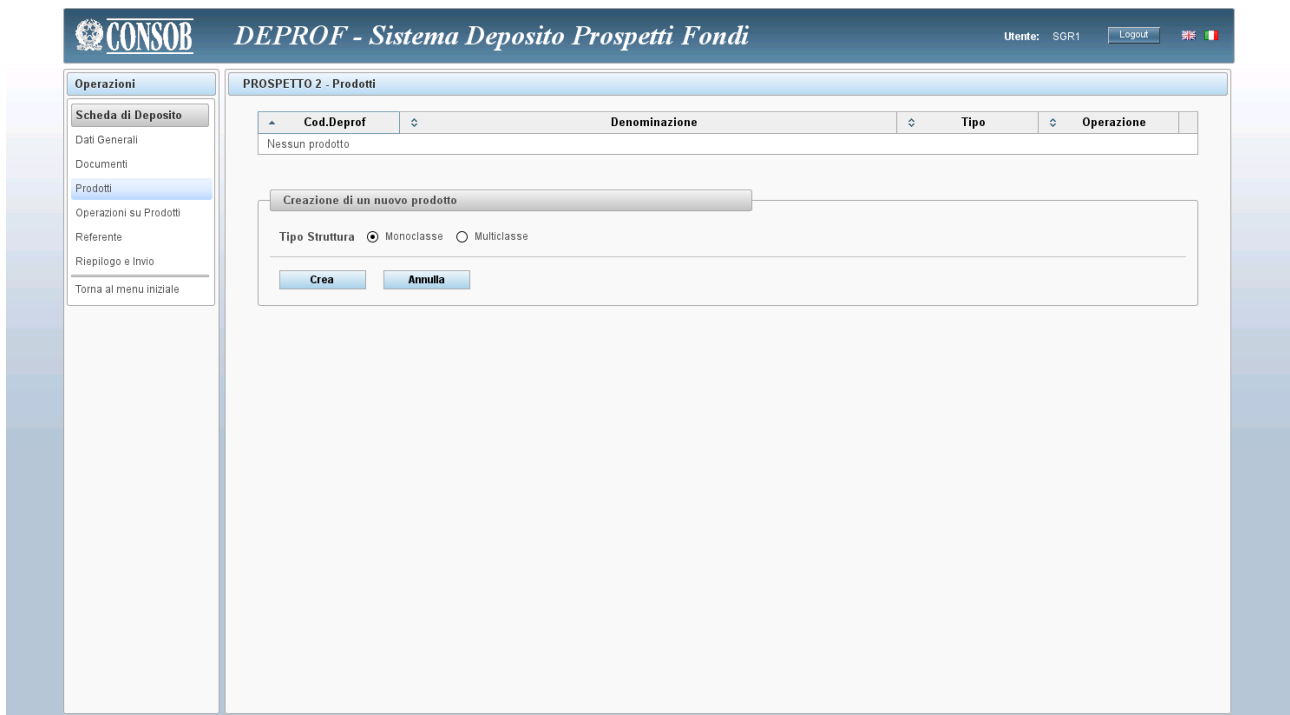 CONSOB
DEPROF - Sistema Deposito Prospetti Fondi
Utente: SGR1 Logout
Operazioni
Scheda di Deposito
Dati Generali
Documenti
Prodotti
Operazioni su Prodotti
Referente
Riepilogo e Invio
Torna al menu iniziale
PROSPETTO 2 - Prodotti
Cod.Deprof Denominazione Tipo Operazione
Nessun prodotto
Creazione di un nuovo prodotto
Tipo Struttura Monoclasse Multiclasse
Crea Annulla